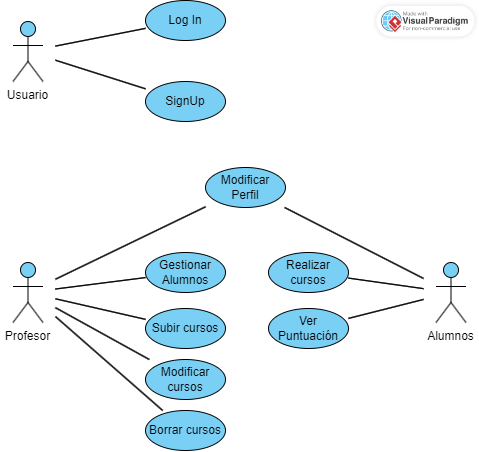 Log In
Made with
Visual Paradigm
For non-commercial use
Usuario
SignUp
Modificar
Perfil
Gestionar
Alumnos
Realizar
cursos
Subir cursos
Ver
Puntuación
Profesor
Alumnos
Modificar
cursos
Borrar cursos